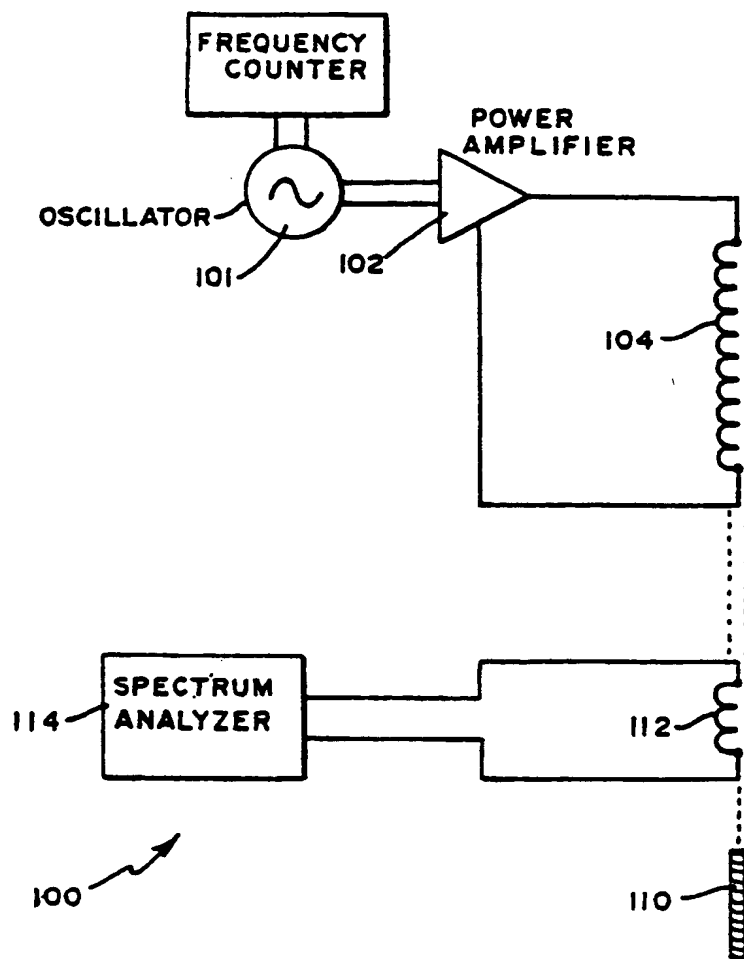 FREQUENCY
COUNTER
POWER
AMPLIFIER
OSCILLATOR
101
102
104
SPECTRUM
ANALYZER
114
112
100
110